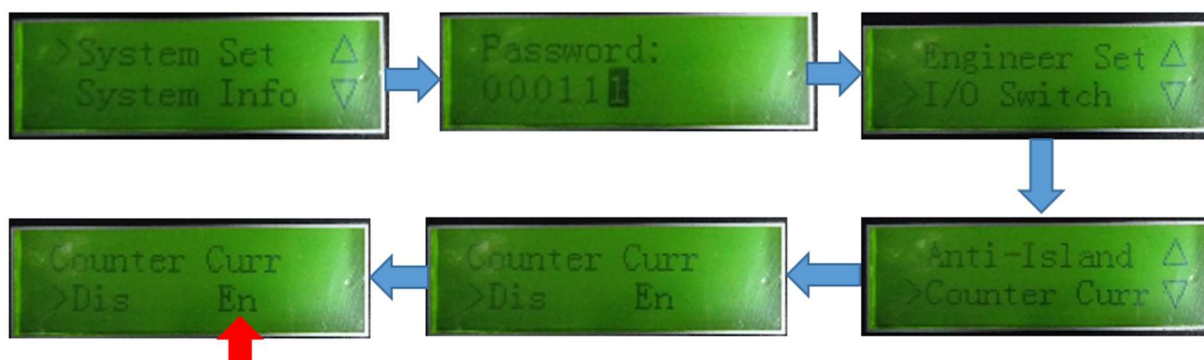 >System Set △
System Info ▽
Password:
000111
Engineer Set △
>I/O Switch ▽
Anti-Island △
>Counter Curr ▽
Counter Curr
>Dis En
Counter Curr
>Dis En